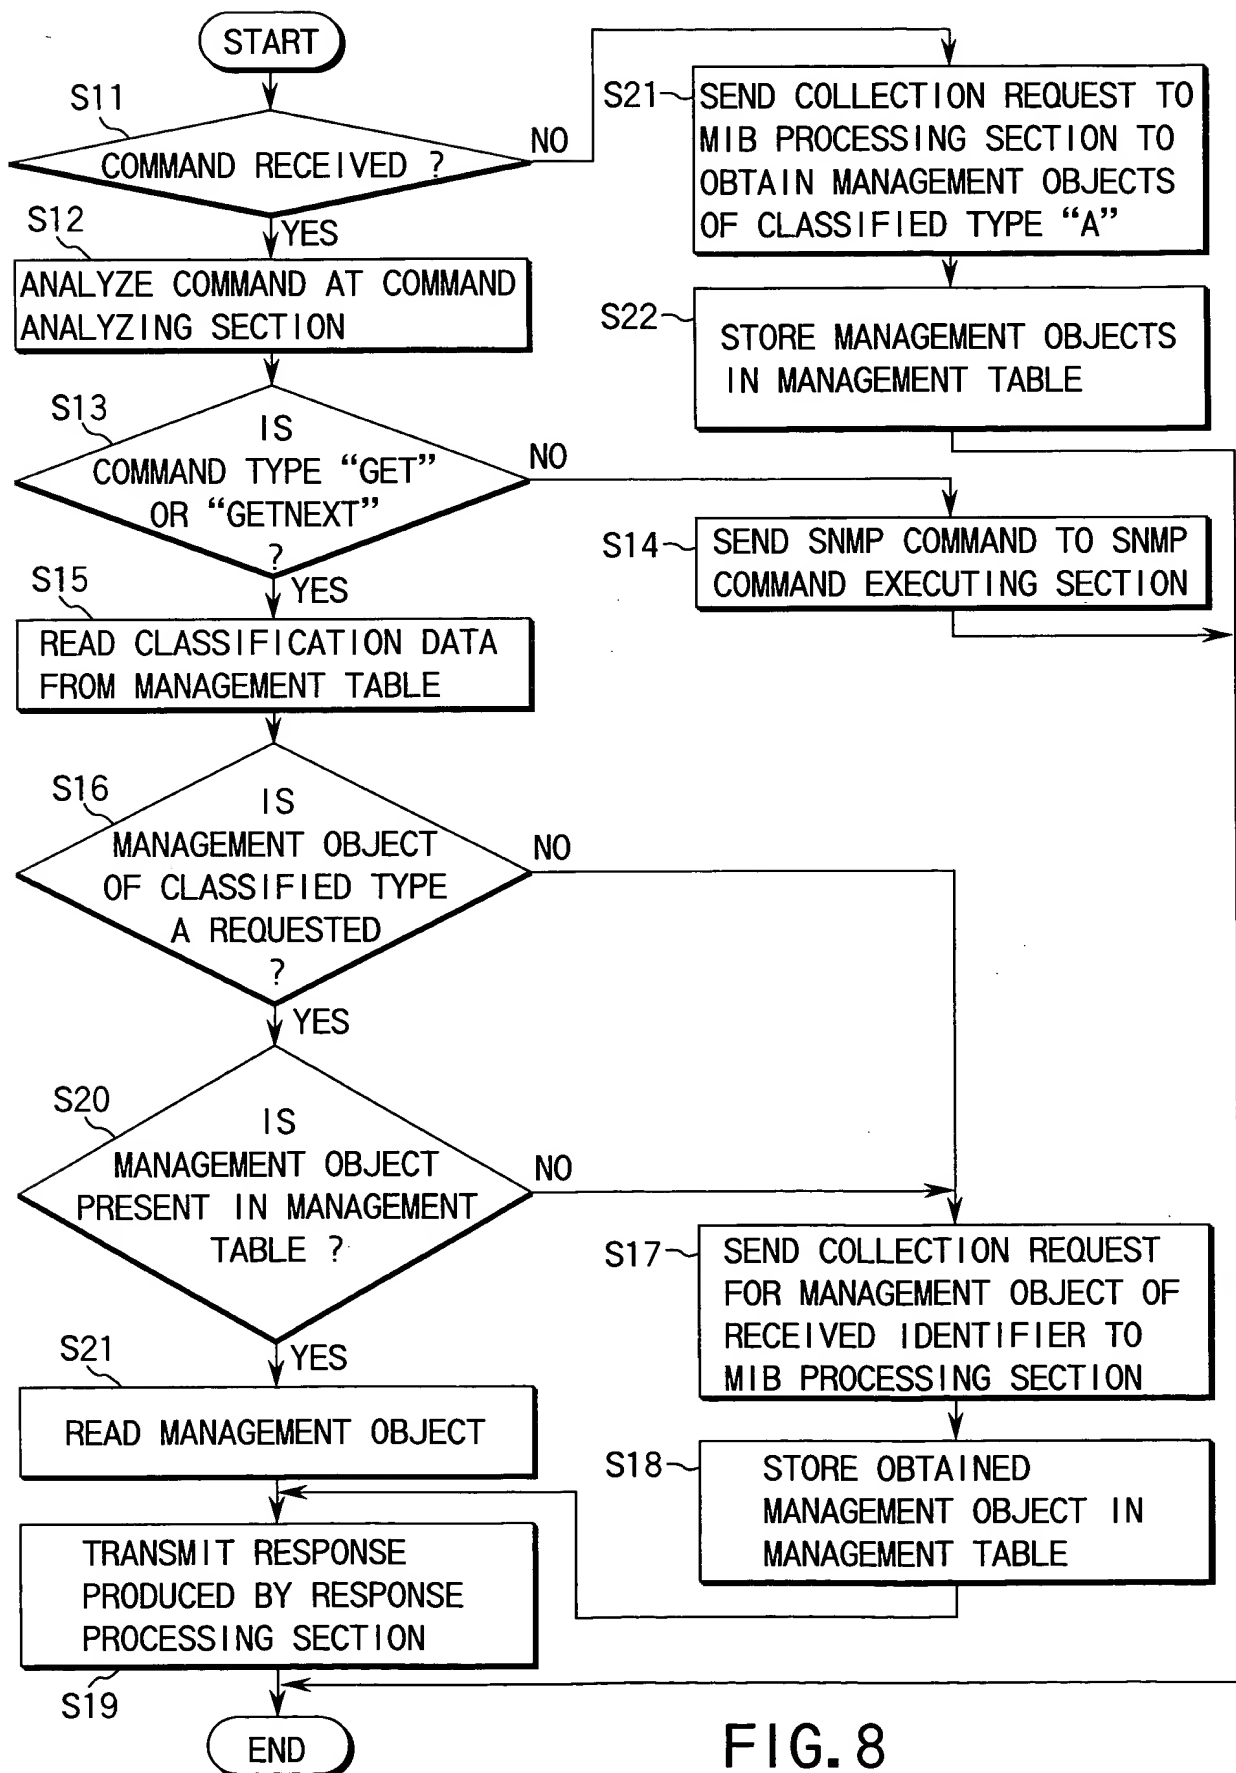 START
S11
COMMAND RECEIVED ?
NO
YES
S21
SEND COLLECTION REQUEST TO
MIB PROCESSING SECTION TO
OBTAIN MANAGEMENT OBJECTS
OF CLASSIFIED TYPE “A”
S12
ANALYZE COMMAND AT COMMAND
ANALYZING SECTION
S22
STORE MANAGEMENT OBJECTS
IN MANAGEMENT TABLE
S13
IS
COMMAND TYPE “GET”
OR “GETNEXT”
?
NO
YES
S14
SEND SNMP COMMAND TO SNMP
COMMAND EXECUTING SECTION
S15
READ CLASSIFICATION DATA
FROM MANAGEMENT TABLE
S16
IS
MANAGEMENT OBJECT
OF CLASSIFIED TYPE
A REQUESTED
?
NO
YES
S20
IS
MANAGEMENT OBJECT
PRESENT IN MANAGEMENT
TABLE ?
NO
YES
S17
SEND COLLECTION REQUEST
FOR MANAGEMENT OBJECT OF
RECEIVED IDENTIFIER TO
MIB PROCESSING SECTION
S21
READ MANAGEMENT OBJECT
S18
STORE OBTAINED
MANAGEMENT OBJECT IN
MANAGEMENT TABLE
TRANSMIT RESPONSE
PRODUCED BY RESPONSE
PROCESSING SECTION
S19
END
FIG. 8